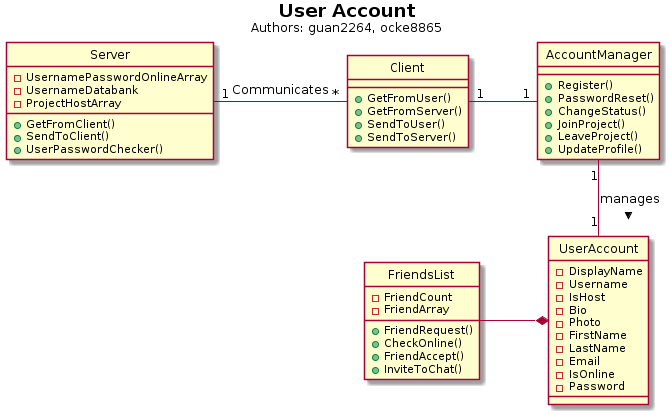 User Account
Authors: guan2264, ocke8865
Server
UsernamePasswordOnlineArray
UsernameDatabank
ProjectHostArray
GetFromClient()
SendToClient()
UserPasswordChecker()
1 Communicates *
Client
GetFromUser()
GetFromServer()
SendToUser()
SendToServer()
1 1
AccountManager
Register()
PasswordReset()
ChangeStatus()
JoinProject()
LeaveProject()
UpdateProfile()
1
manages
1
UserAccount
DisplayName
Username
IsHost
Bio
Photo
FirstName
LastName
Email
IsOnline
Password
FriendsList
FriendCount
FriendArray
FriendRequest()
CheckOnline()
FriendAccept()
InviteToChat()